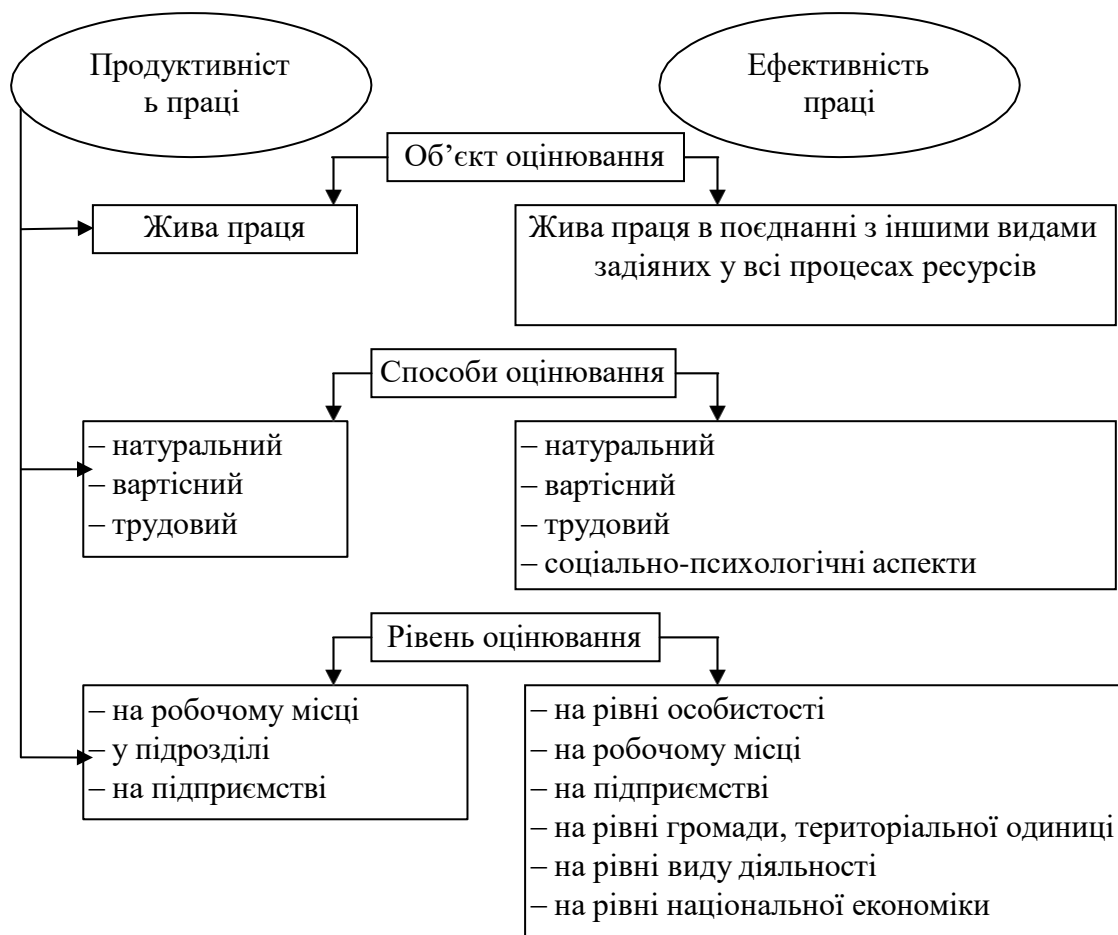 Продуктивніст
ь праці
Ефективність
праці
Об’єкт оцінювання
Жива праця
Жива праця в поєднанні з іншими видами
задіяних у всі процесах ресурсів
Способи оцінювання
– натуральний
– вартісний
– трудовий
– натуральний
– вартісний
– трудовий
– соціально-психологічні аспекти
Рівень оцінювання
– на робочому місці
– у підрозділі
– на підприємстві
– на рівні особистості
– на робочому місці
– на підприємстві
– на рівні громади, територіальної одиниці
– на рівні виду діяльності
– на рівні національної економіки